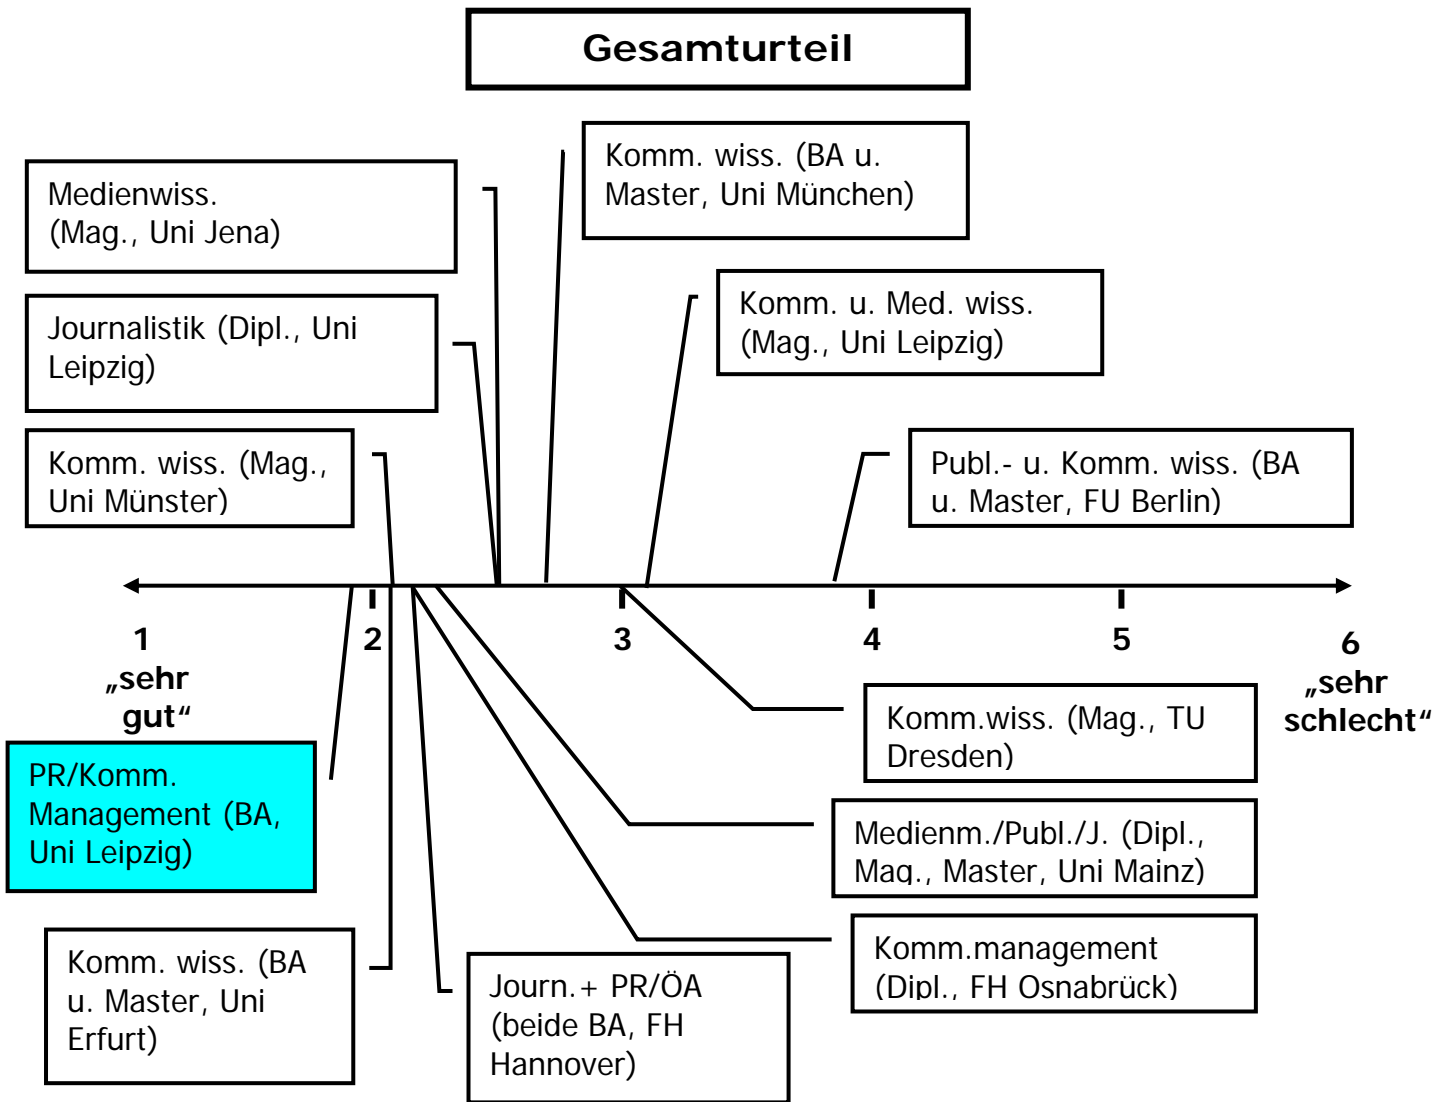 Gesamturteil
Komm. wiss. (BA u.
Master, Uni München)
Medienwiss.
(Mag., Uni Jena)
Komm. u. Med. wiss.
(Mag., Uni Leipzig)
Journalistik (Dipl., Uni
Leipzig)
Komm. wiss. (Mag.,
Uni Münster)
Publ.- u. Komm. wiss. (BA
u. Master, FU Berlin)
1
2
3
4
5
6
„sehr
gut“
„sehr
schlecht“
Komm.wiss. (Mag., TU
Dresden)
PR/Komm.
Management (BA,
Uni Leipzig)
Medienm./Publ./J. (Dipl.,
Mag., Master, Uni Mainz)
Komm.management
(Dipl., FH Osnabrück)
Komm. wiss. (BA
u. Master, Uni
Erfurt)
Journ.+ PR/ÖA
(beide BA, FH
Hannover)